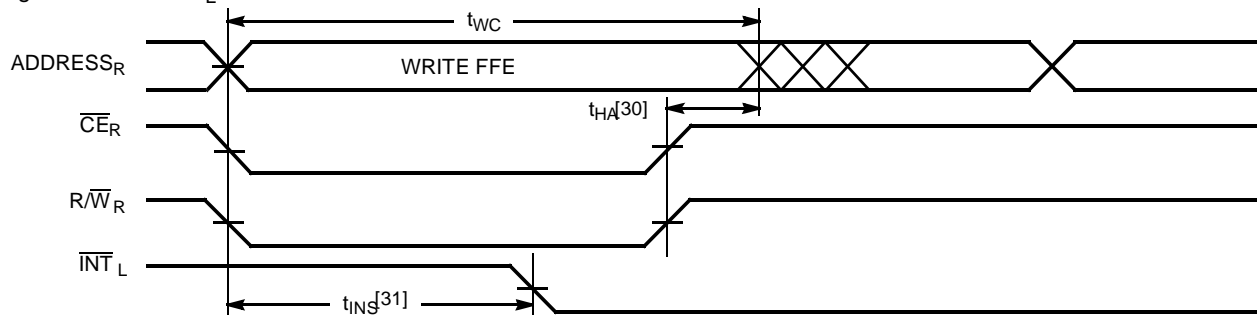 L
tWC
ADDRESSR
WRITE FFE
tHA[30]
CER
R/WR
INTL
tINS[31]